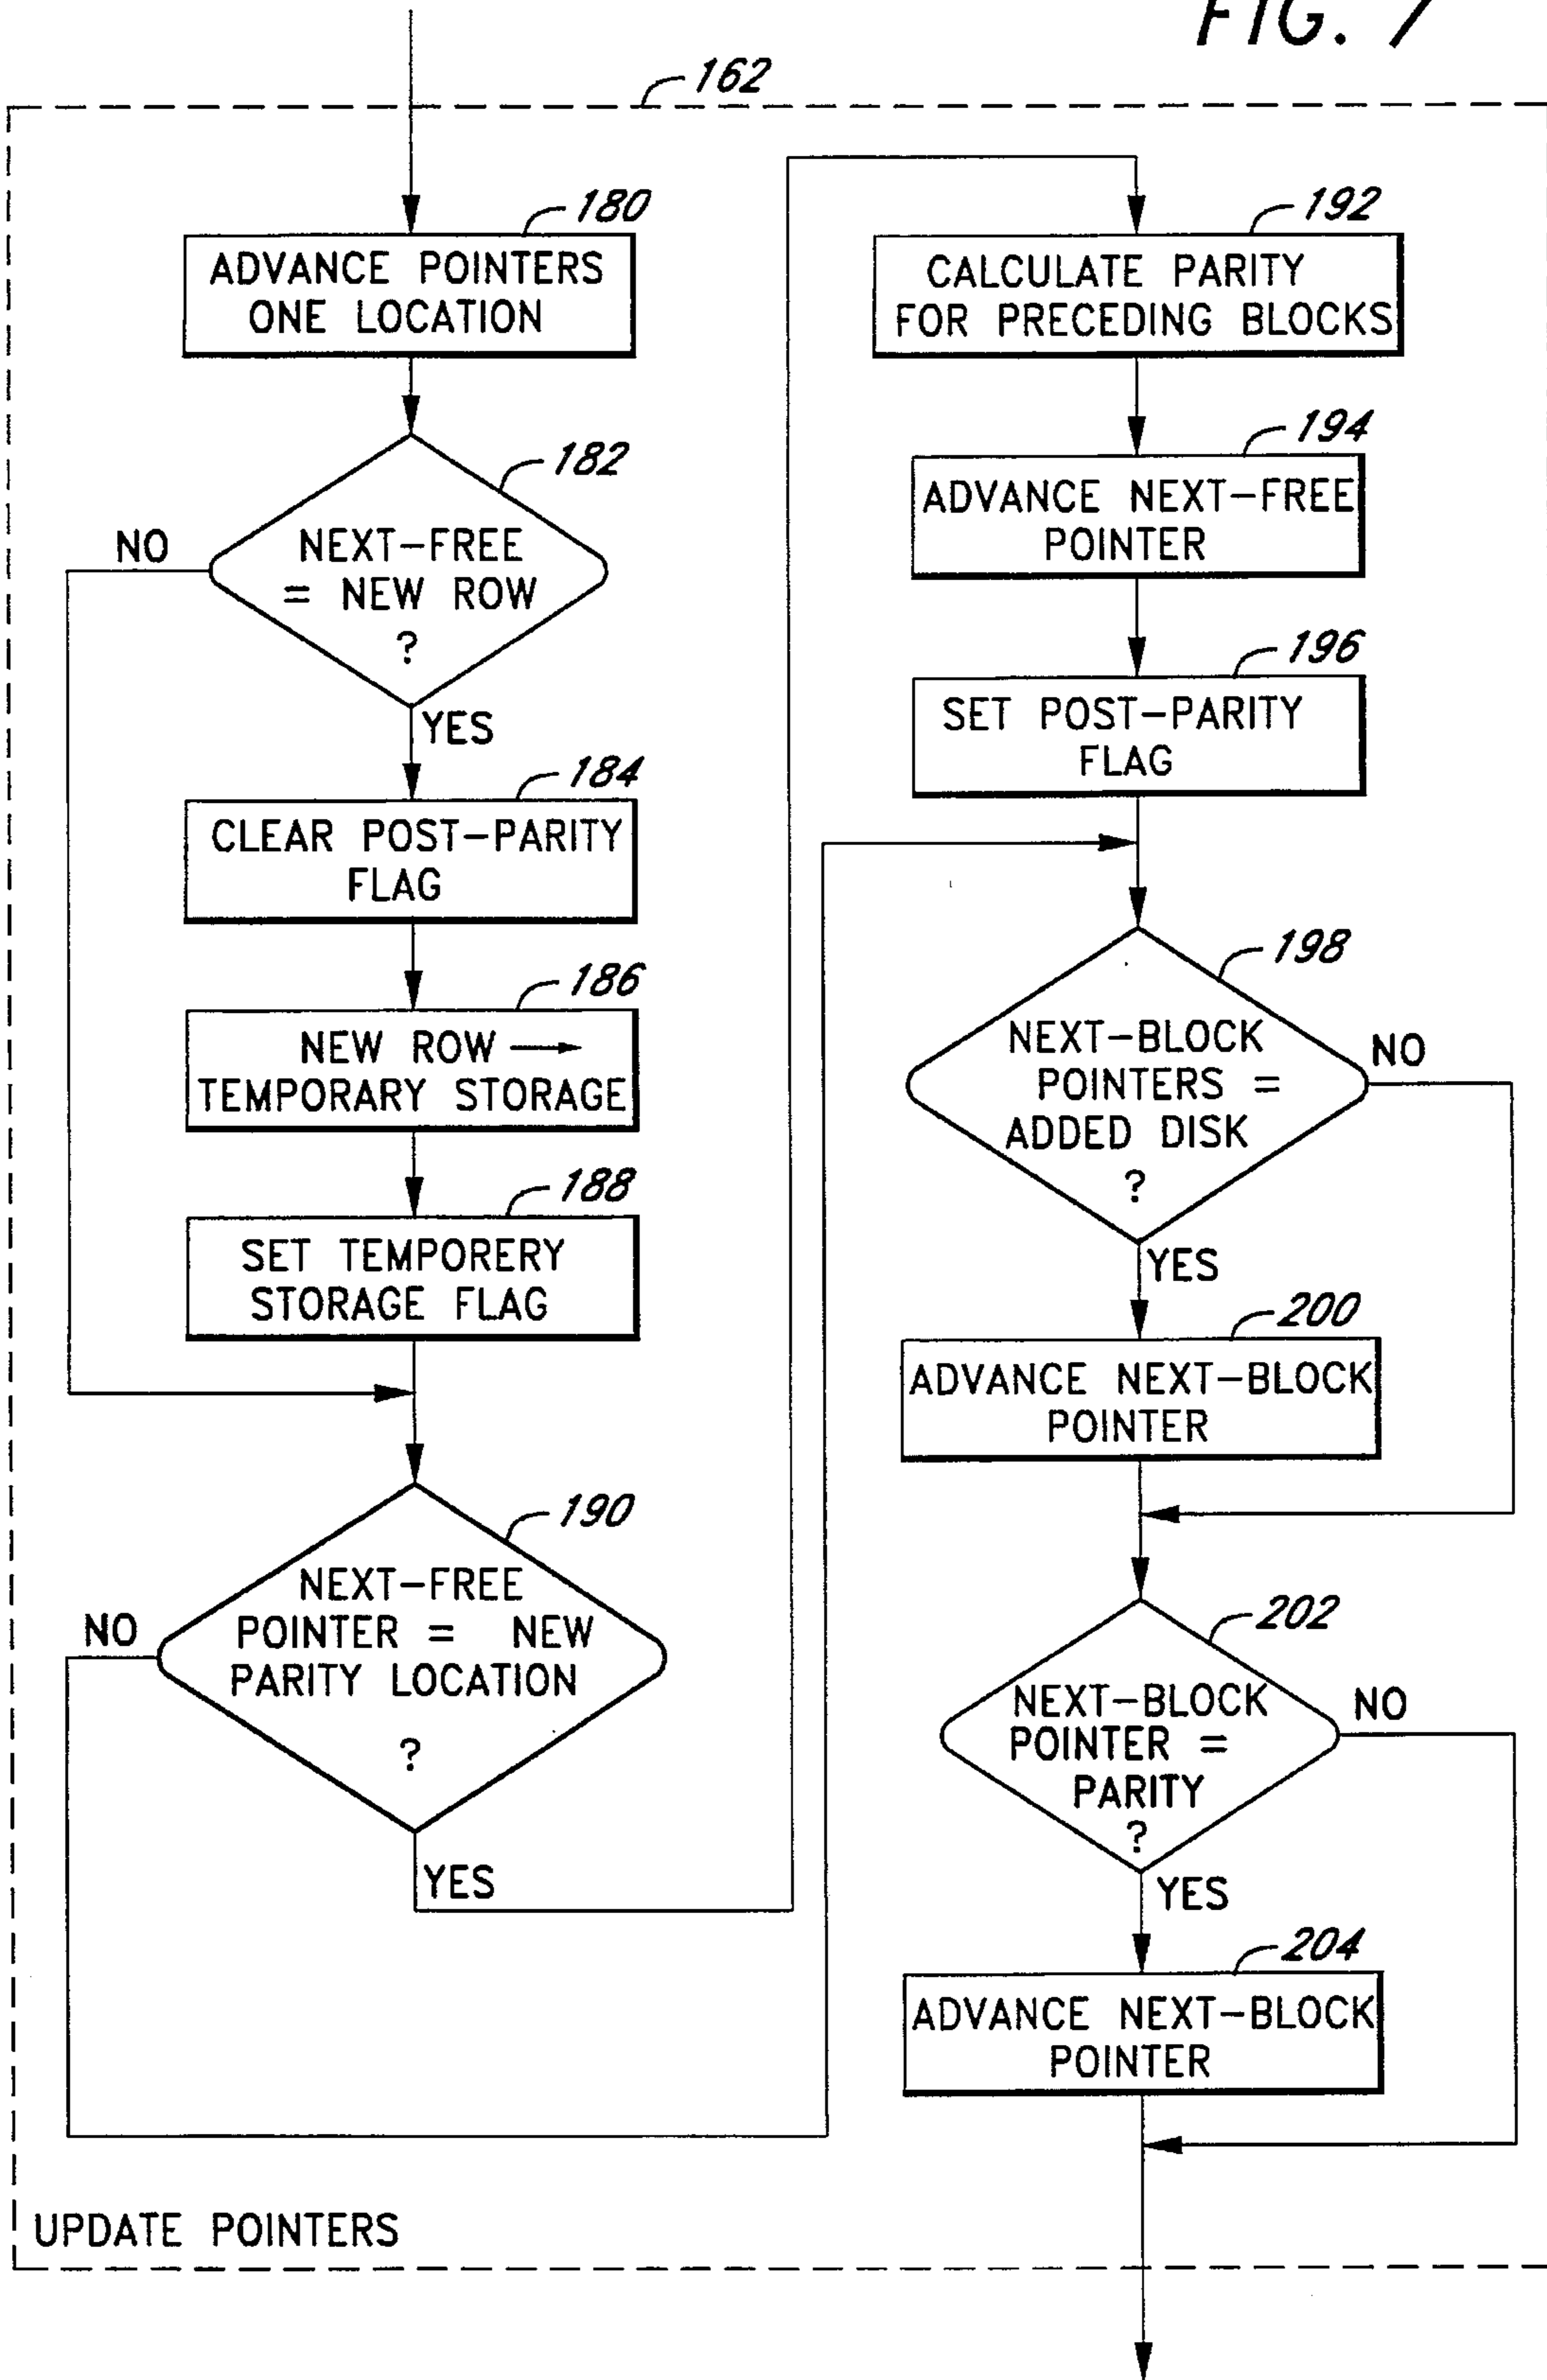 FIG. 7
162
180
ADVANCE POINTERS
ONE LOCATION
182
NEXT-FREE
= NEW ROW
?
NO
YES
184
CLEAR POST-PARITY
FLAG
186
NEW ROW →
TEMPORARY STORAGE
188
SET TEMPORERY
STORAGE FLAG
190
NEXT-FREE
POINTER = NEW
PARITY LOCATION
?
NO
YES
192
CALCULATE PARITY
FOR PRECEDING BLOCKS
194
ADVANCE NEXT-FREE
POINTER
196
SET POST-PARITY
FLAG
198
NEXT-BLOCK
POINTERS =
ADDED DISK
?
NO
YES
200
ADVANCE NEXT-BLOCK
POINTER
202
NEXT-BLOCK
POINTER =
PARITY
?
NO
YES
204
ADVANCE NEXT-BLOCK
POINTER
UPDATE POINTERS